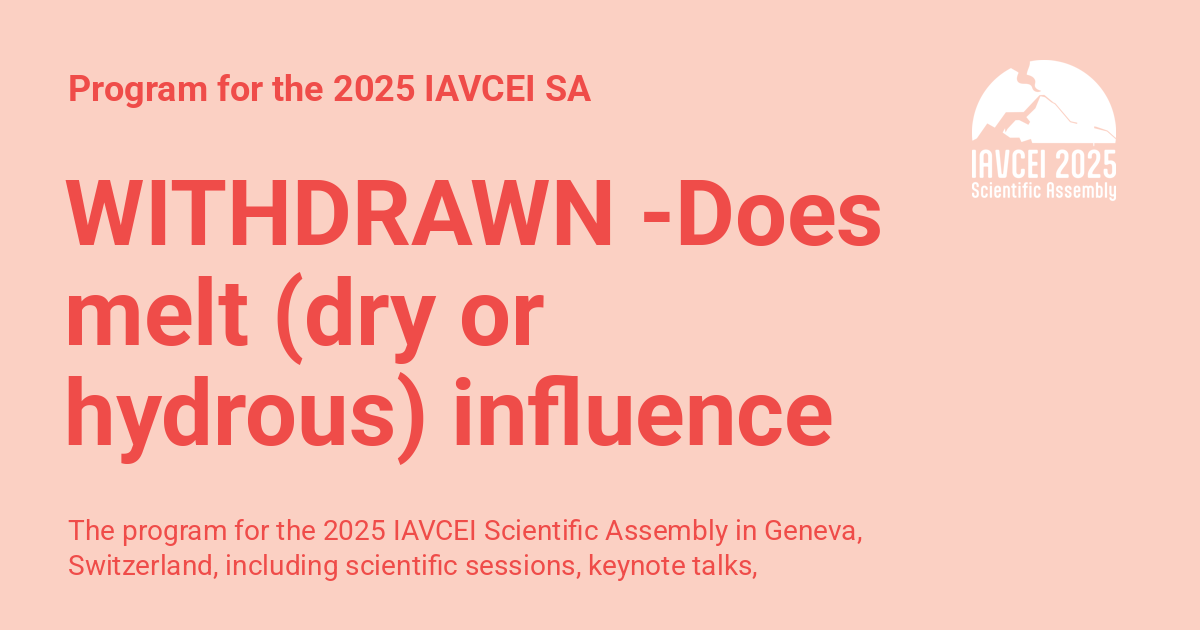 Program for the 2025 IAVCEI SA
IAVCEI 2025
Scientific Assembly
WITHDRAWN -Does
melt (dry or
hydrous) influence
The program for the 2025 IAVCEI Scientific Assembly in Geneva,
Switzerland, including scientific sessions, keynote talks,